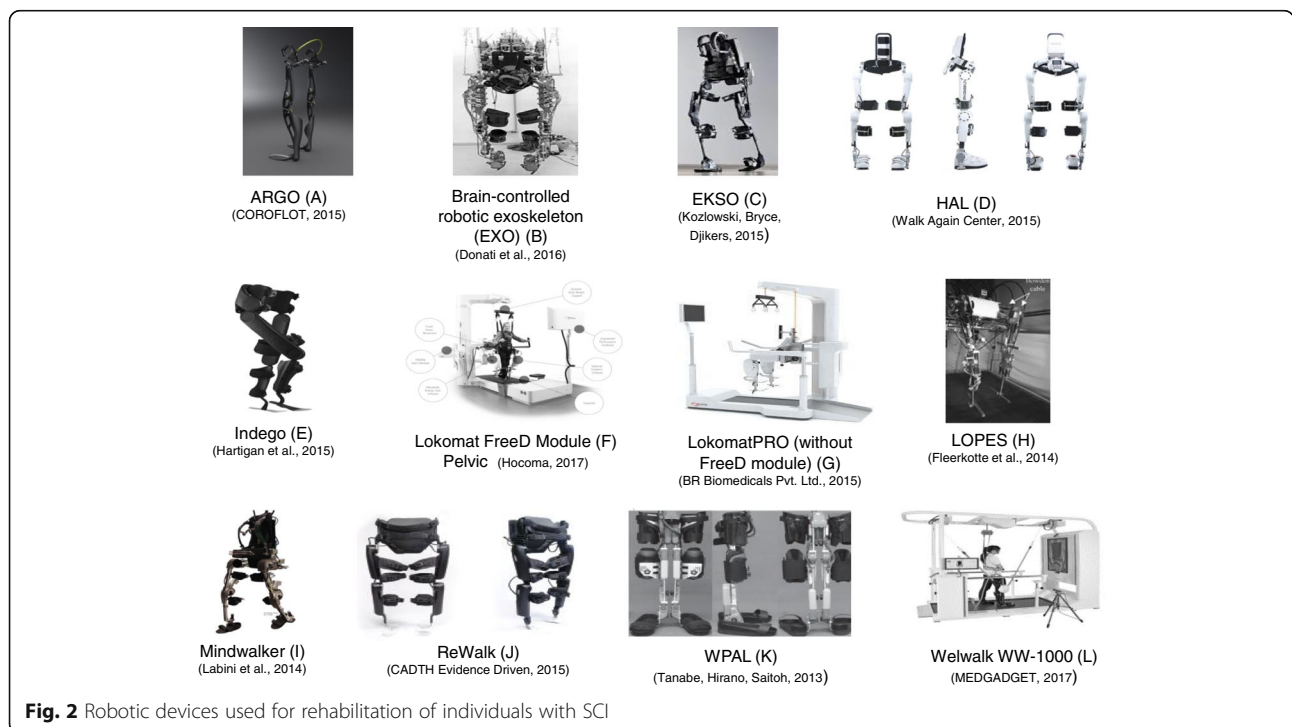 ARGO (A)
(COROFLOT, 2015)
Brain-controlled
robotic exoskeleton
(EXO) (B)
(Donati et al., 2016)
EKSO (C)
(Kozlowski, Bryce,
Djikers, 2015)
HAL (D)
(Walk Again Center, 2015)
Bowden
cable
Indego (E)
(Hartigan et al., 2015)
Lokomat FreeD Module (F)
Pelvic (Hocoma, 2017)
LokomatPRO (without
FreeD module) (G)
(BR Biomedicals Pvt. Ltd., 2015)
LOPES (H)
(Fleerkotte et al., 2014)
Mindwalker (I)
(Labini et al., 2014)
ReWalk (J)
(CADTH Evidence Driven, 2015)
WPAL (K)
(Tanabe, Hirano, Saitoh, 2013)
Welwalk WW-1000 (L)
(MEDGADGET, 2017)
Fig. 2 Robotic devices used for rehabilitation of individuals with SCI